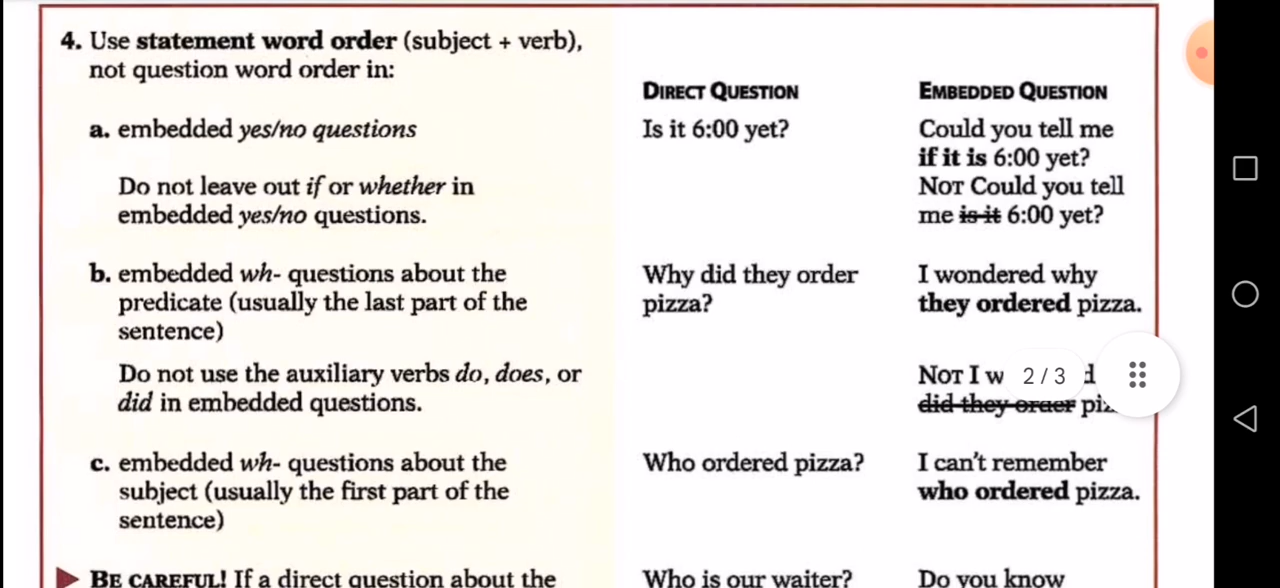 4. Use statement word order (subject + verb),
not question word order in:
DIRECT QUESTION
EMBEDDED QUESTION
a. embedded yes/no questions
Is it 6:00 yet?
Could you tell me
if it is 6:00 yet?
Do not leave out if or whether in
embedded yes/no questions.
NOT Could you tell
me is it 6:00 yet?
b. embedded wh- questions about the
predicate (usually the last part of the
sentence)
Why did they order
pizza?
I wondered why
they ordered pizza.
Do not use the auxiliary verbs do, does, or
did in embedded questions.
NOT I w
did they order
2 / 3
c. embedded wh- questions about the
subject (usually the first part of the
sentence)
Who ordered pizza?
I can't remember
who ordered pizza.
BE CAREFUL! If a direct question about the
Who is our waiter?
Do you know